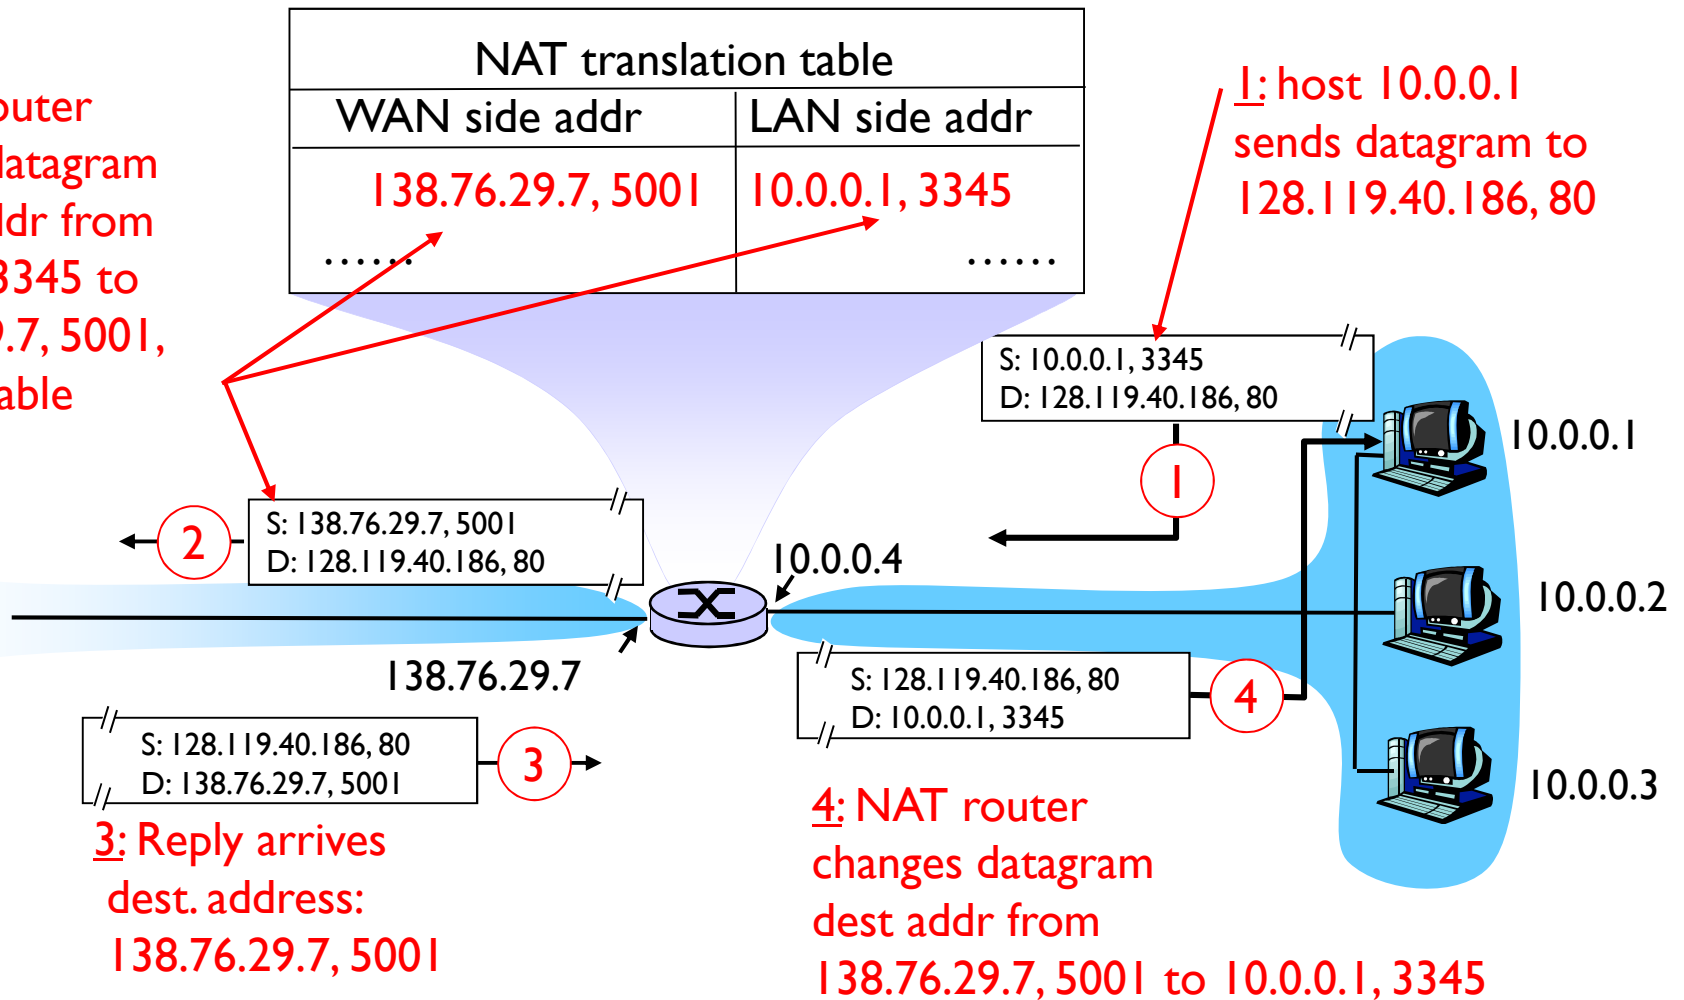 NAT translation table
WAN side addr
LAN side addr
138.76.29.7, 5001
10.0.0.1, 3345
......
......
1: host 10.0.0.1
sends datagram to
128.119.40.186, 80
outer
datagram
ddr from
3345 to
9.7, 5001,
table
S: 10.0.0.1, 3345
D: 128.119.40.186, 80
1
10.0.0.1
S: 138.76.29.7, 5001
D: 128.119.40.186, 80
2
10.0.0.4
10.0.0.2
138.76.29.7
S: 128.119.40.186, 80
D: 10.0.0.1, 3345
4
S: 128.119.40.186, 80
D: 138.76.29.7, 5001
3
10.0.0.3
3: Reply arrives
dest. address:
138.76.29.7, 5001
4: NAT router
changes datagram
dest addr from
138.76.29.7, 5001 to 10.0.0.1, 3345